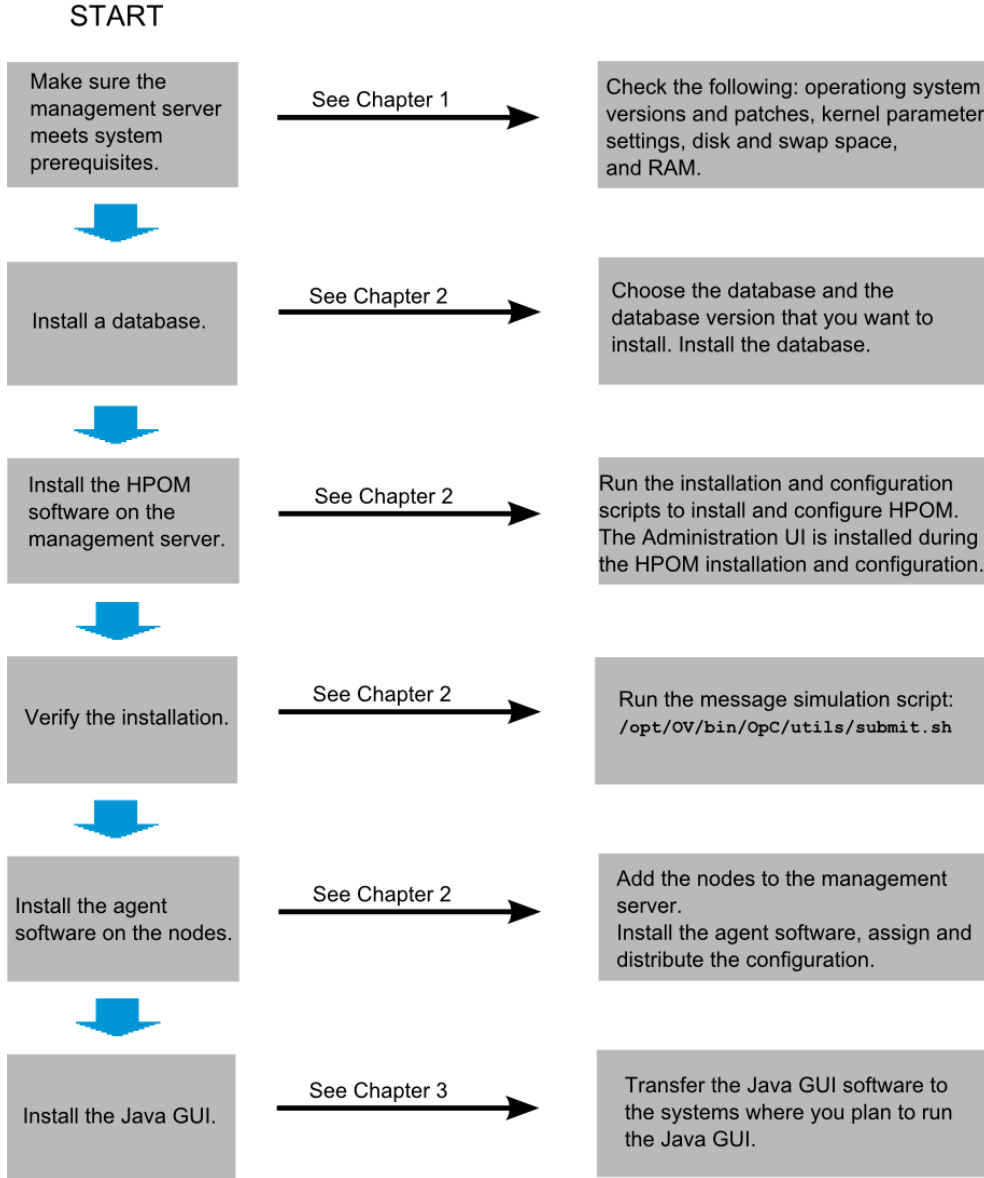 START
Make sure the
management server
meets system
prerequisites.
See Chapter 1
Check the following: operationg system
versions and patches, kernel parameter
settings, disk and swap space,
and RAM.
Install a database.
See Chapter 2
Choose the database and the
database version that you want to
install. Install the database.
Install the HPOM
software on the
management server.
See Chapter 2
Run the installation and configuration
scripts to install and configure HPOM.
The Administration UI is installed during
the HPOM installation and configuration.
Verify the installation.
See Chapter 2
Run the message simulation script:
/opt/OV/bin/OpC/utils/submit.sh
Install the agent
software on the nodes.
See Chapter 2
Add the nodes to the management
server.
Install the agent software, assign and
distribute the configuration.
Install the Java GUI.
See Chapter 3
Transfer the Java GUI software to
the systems where you plan to run
the Java GUI.